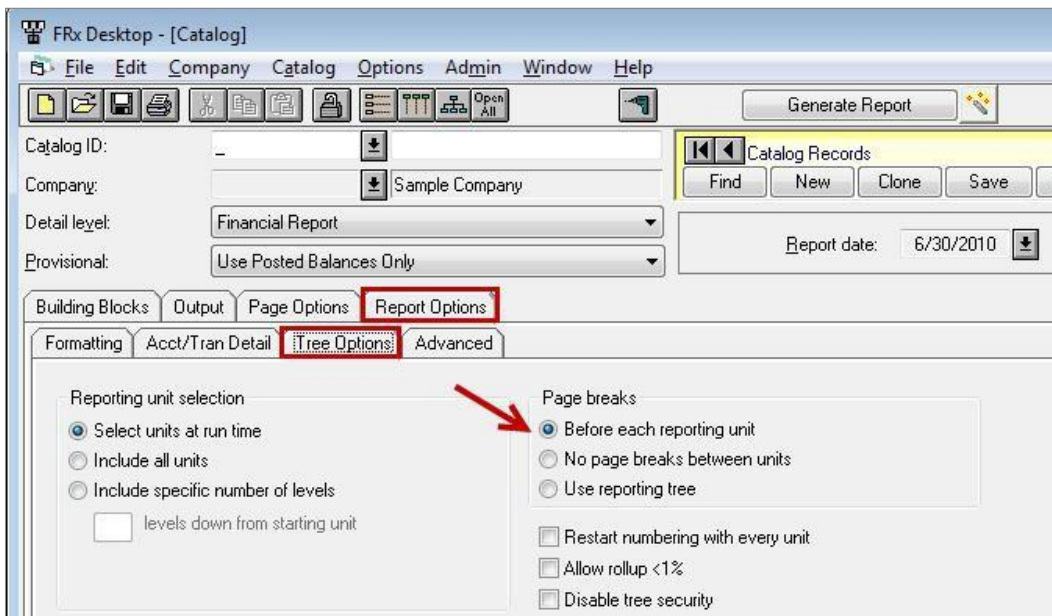 FRx Desktop - [Catalog]
File Edit Company Catalog Options Admin Window Help
Open All
Generate Report
Catalog ID: _
Catalog Records
Company: Sample Company
Find New Clone Save
Detail level: Financial Report
Report date: 6/30/2010
Provisional: Use Posted Balances Only
Building Blocks Output Page Options Report Options
Formatting Acct/Tran Detail Tree Options Advanced
Reporting unit selection Page breaks
Select units at run time Before each reporting unit
Include all units No page breaks between units
Include specific number of levels Use reporting tree
levels down from starting unit
Restart numbering with every unit
Allow rollup <1%
Disable tree security